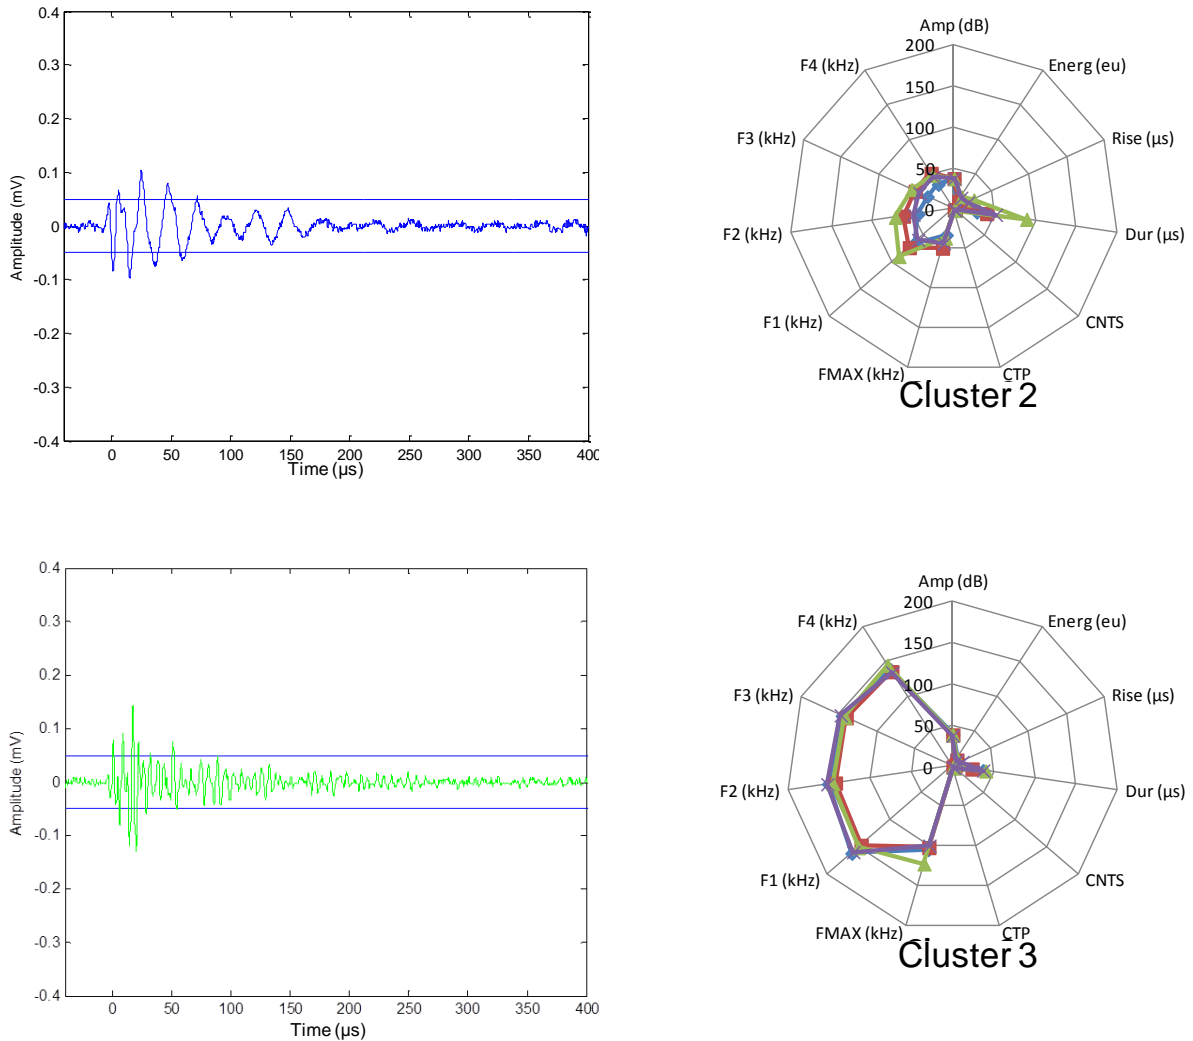 0.4
0.3
0.2
0.1
0
-0.1
-0.2
-0.3
-0.4
Amplitude (mV)
0 50 100 150 200 250 300 350 400
Time (µs)
Amp (dB)
Energ (eu)
Rise (µs)
Dur (µs)
CNTS
CTP
FMAX (kHz)
F1 (kHz)
F2 (kHz)
F3 (kHz)
F4 (kHz)
200
150
100
50
0
Cluster 2
0.4
0.3
0.2
0.1
0
-0.1
-0.2
-0.3
-0.4
Amplitude (mV)
0 50 100 150 200 250 300 350 400
Time (µs)
Amp (dB)
Energ (eu)
Rise (µs)
Dur (µs)
CNTS
CTP
FMAX (kHz)
F1 (kHz)
F2 (kHz)
F3 (kHz)
F4 (kHz)
200
150
100
50
0
Cluster 3